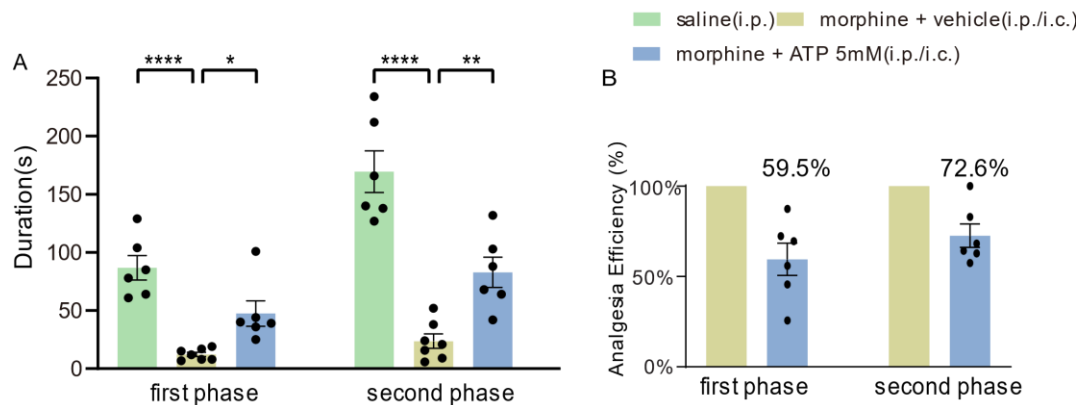 saline(i.p.) morphine + vehicle(i.p./i.c.)
morphine + ATP 5mM(i.p./i.c.)
A
**** * **** **
250
200
150
100
50
0
Duration(s)
first phase second phase
B
59.5% 72.6%
100%
50%
0%
Analgesia Efficiency (%)
first phase second phase